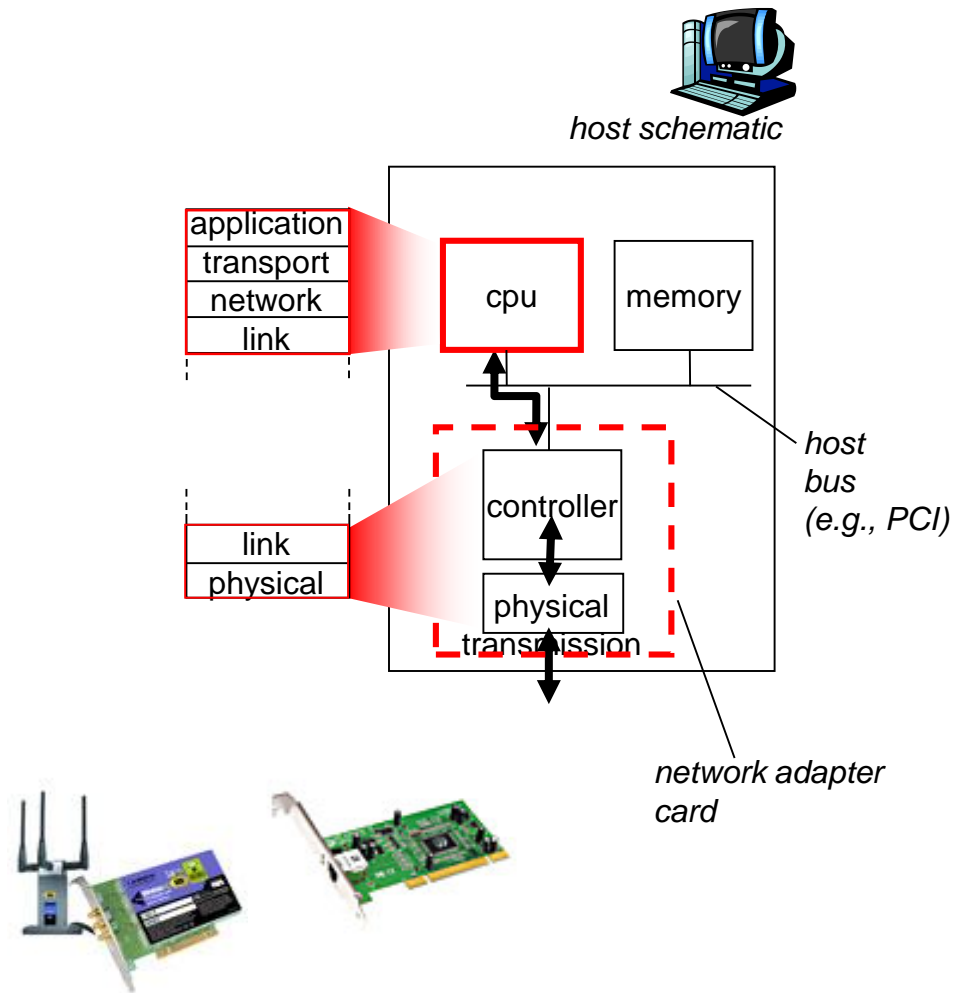 host schematic
application
transport
network
link
cpu
memory
host
bus
(e.g., PCI)
controller
link
physical
physical
transmission
network adapter
card